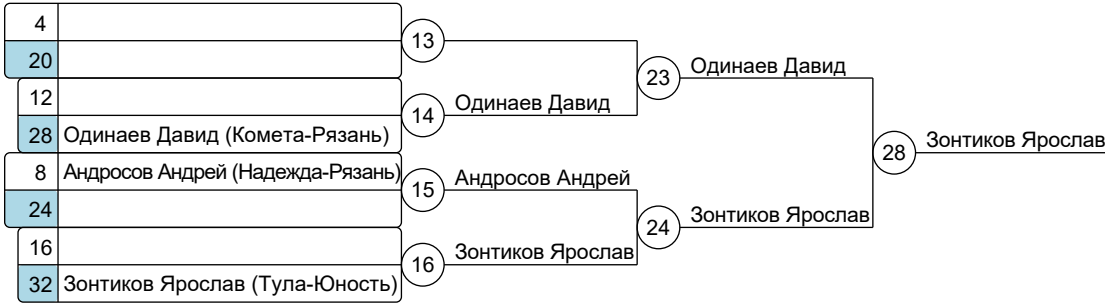 4
13
20
23 Одинаев Давид
12
14 Одинаев Давид
28 Одинаев Давид (Комета-Рязань)
28 Зонтиков Ярослав
8 Андросов Андрей (Надежда-Рязань)
15 Андросов Андрей
24
24 Зонтиков Ярослав
16
16 Зонтиков Ярослав
32 Зонтиков Ярослав (Тула-Юность)